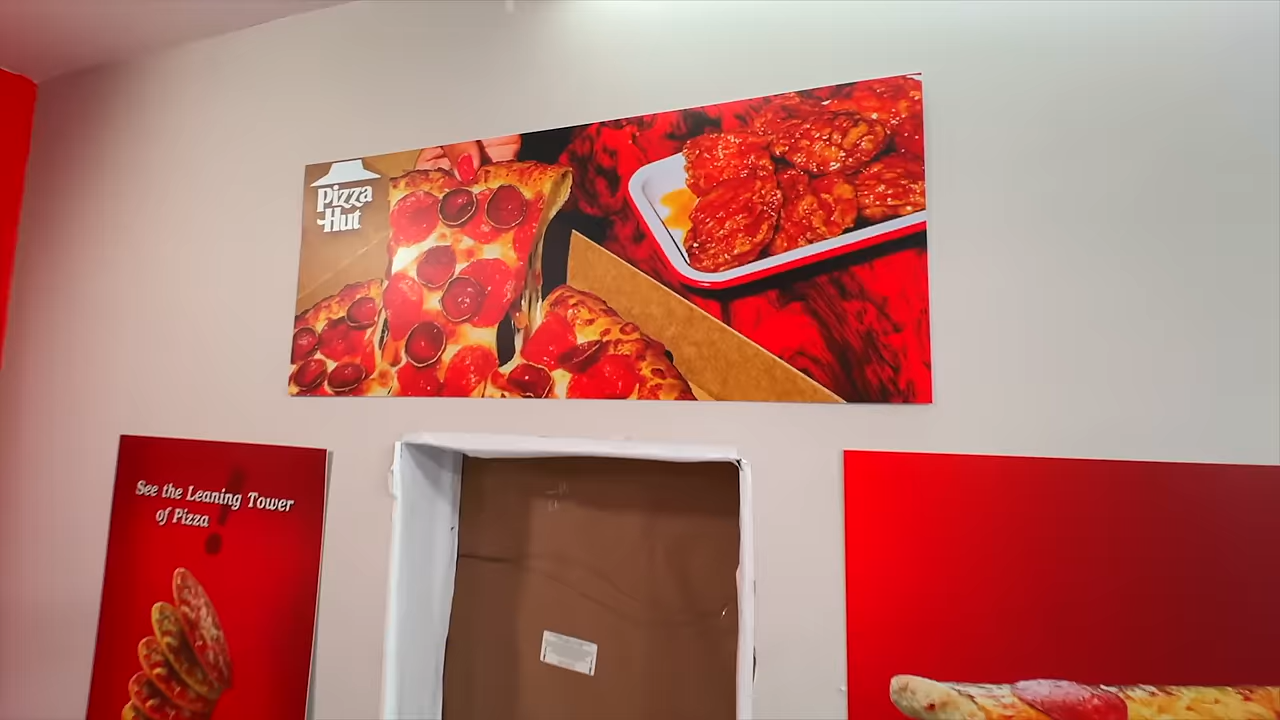 Pizza
Hut
See the Leaning Tower
of Pizza